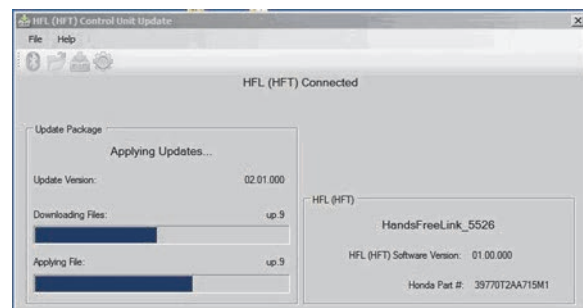 HFL (HFT) Control Unit Update
File Help
HFL (HFT) Connected
Update Package
Applying Updates...
Update Version: 02.01.000
Downloading Files: up.9
Applying File: up.9
HFL (HFT)
HandsFreeLink_5526
HFL (HFT) Software Version: 01.00.000
Honda Part #: 39770T2AA715M1